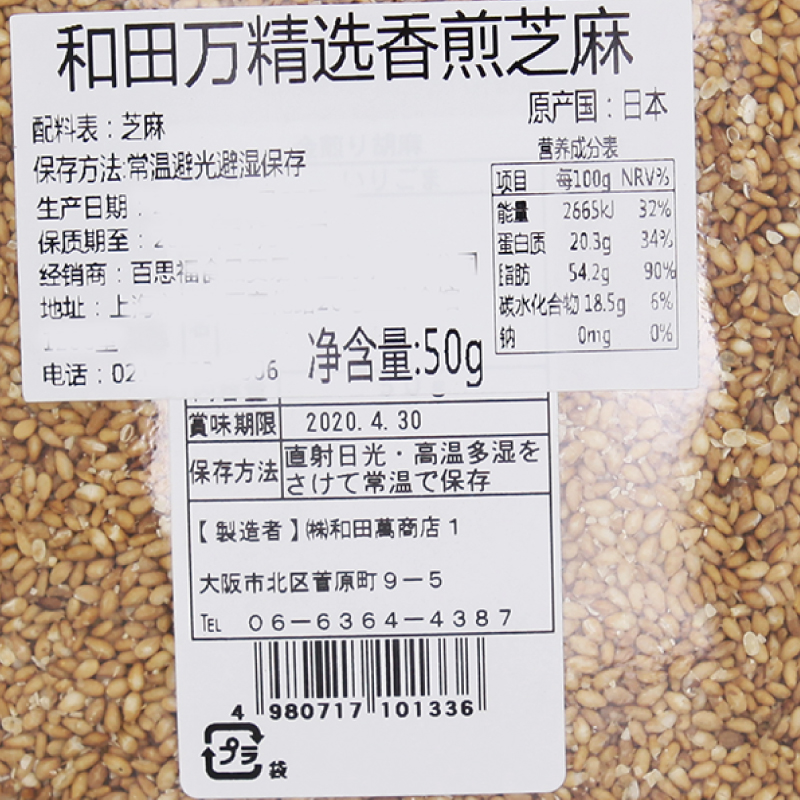 和田万精选香煎芝麻
原产国：日本
配料表：芝麻
保存方法:常温避光避湿保存
生产日期
保质期至：2
经销商：百思福
地址：上海
电话：02 06
净含量:50g
营养成分表
项目 每100g NRV%
能量 2665kJ 32%
蛋白质 20.3g 34%
脂肪 54.2g 90%
碳水化合物 18.5g 6%
钠 0mg 0%
賞味期限 2020.4.30
保存方法 直射日光・高温多湿を
さけて常温で保存
【製造者】㈱和田萬商店1
大阪市北区菅原町9－5
TEL 06－6364－4387
4 980717 101336
プラ
袋